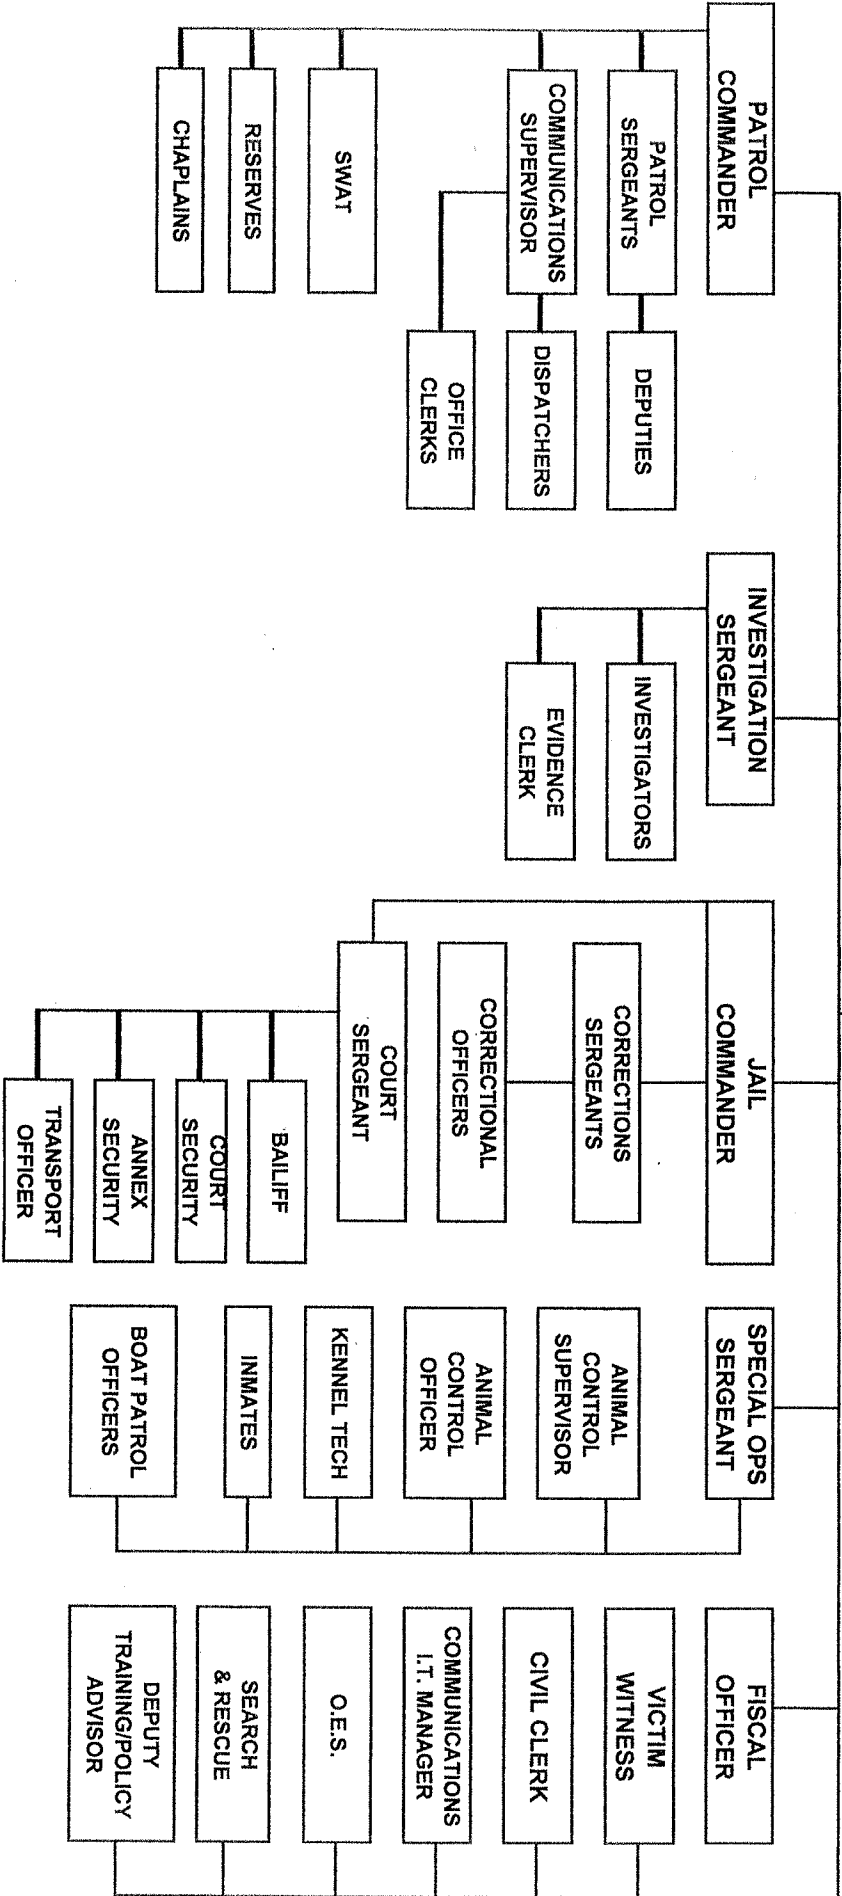 PATROL
COMMANDER
PATROL
SERGEANTS
DEPUTIES
COMMUNICATIONS
SUPERVISOR
DISPATCHERS
OFFICE
CLERKS
SWAT
RESERVES
CHAPLAINS
INVESTIGATION
SERGEANT
INVESTIGATORS
EVIDENCE
CLERK
JAIL
COMMANDER
CORRECTIONS
SERGEANTS
CORRECTIONAL
OFFICERS
COURT
SERGEANT
BAILIFF
COURT
SECURITY
ANNEX
SECURITY
TRANSPORT
OFFICER
SPECIAL OPS
SERGEANT
ANIMAL
CONTROL
SUPERVISOR
ANIMAL
CONTROL
OFFICER
KENNEL TECH
INMATES
BOAT PATROL
OFFICERS
FISCAL
OFFICER
VICTIM
WITNESS
CIVIL CLERK
COMMUNICATIONS
I.T. MANAGER
O.E.S.
SEARCH
& RESCUE
DEPUTY
TRAINING/POLICY
ADVISOR